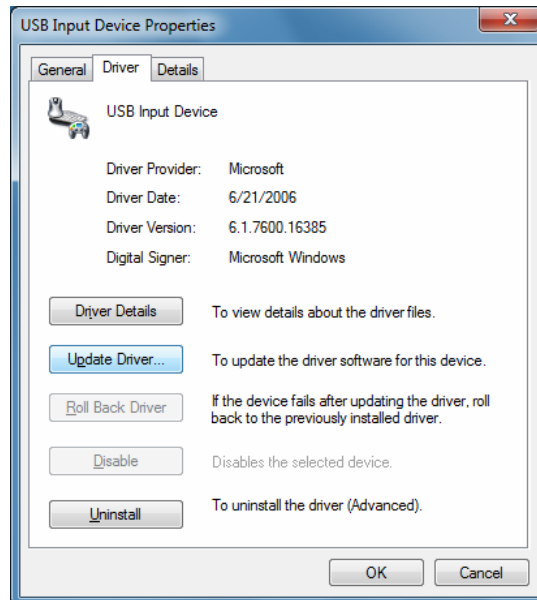 USB Input Device Properties
General Driver Details
USB Input Device
Driver Provider: Microsoft
Driver Date: 6/21/2006
Driver Version: 6.1.7600.16385
Digital Signer: Microsoft Windows
Driver Details To view details about the driver files.
Update Driver... To update the driver software for this device.
Roll Back Driver If the device fails after updating the driver, roll
back to the previously installed driver.
Disable Disables the selected device.
Uninstall To uninstall the driver (Advanced).
OK Cancel